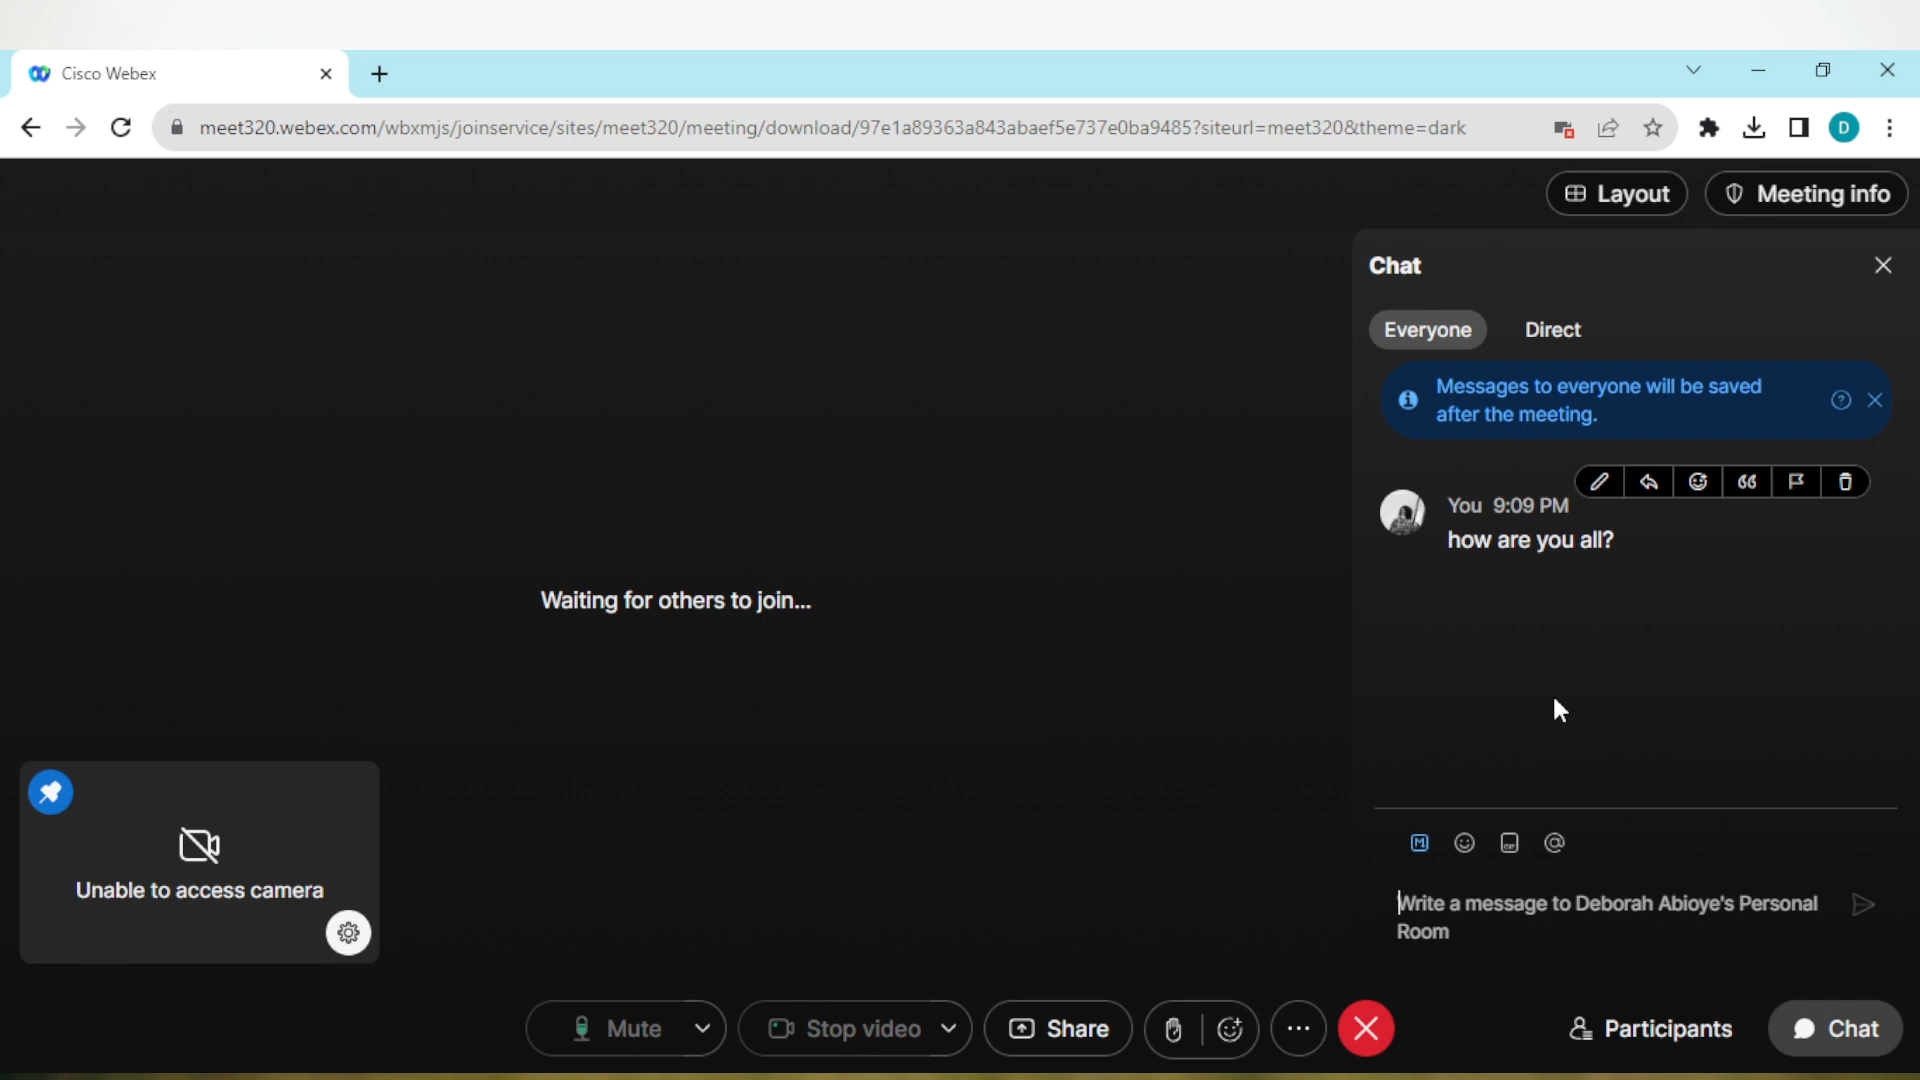 Cisco Webex
meet320.webex.com/wbxmjs/joinservice/sites/meet320/meeting/download/97e1a89363a843abaef5e737e0ba9485?siteurl=meet320&theme=dark
D
Layout
Meeting info
Chat
Everyone
Direct
Messages to everyone will be saved
after the meeting.
You 9:09 PM
how are you all?
Waiting for others to join...
Unable to access camera
M
GIF
@
Write a message to Deborah Abioye's Personal
Room
Mute
Stop video
Share
Participants
Chat